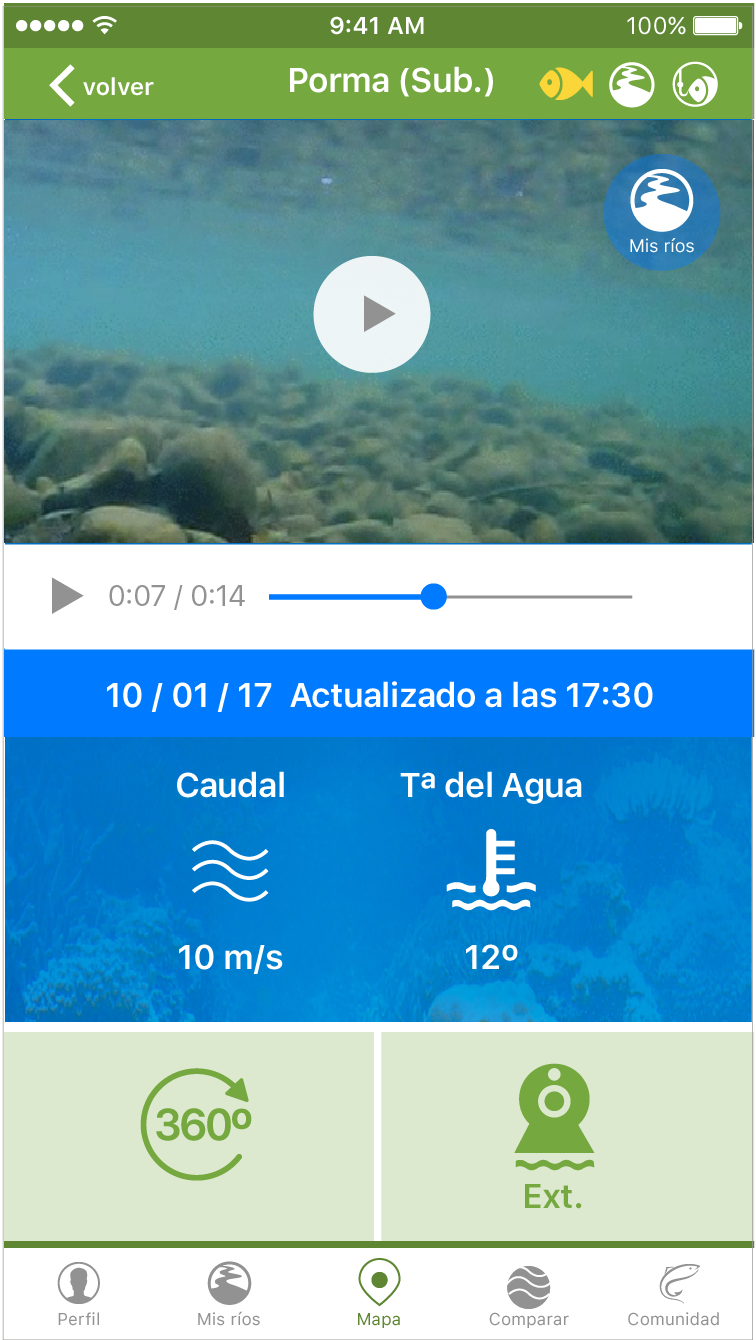 9:41 AM 100%
volver Porma (Sub.)
Mis ríos
0:07 / 0:14
10 / 01 / 17 Actualizado a las 17:30
Caudal Tª del Agua
10 m/s 12º
360º
Ext.
Perfil Mis ríos Mapa Comparar Comunidad